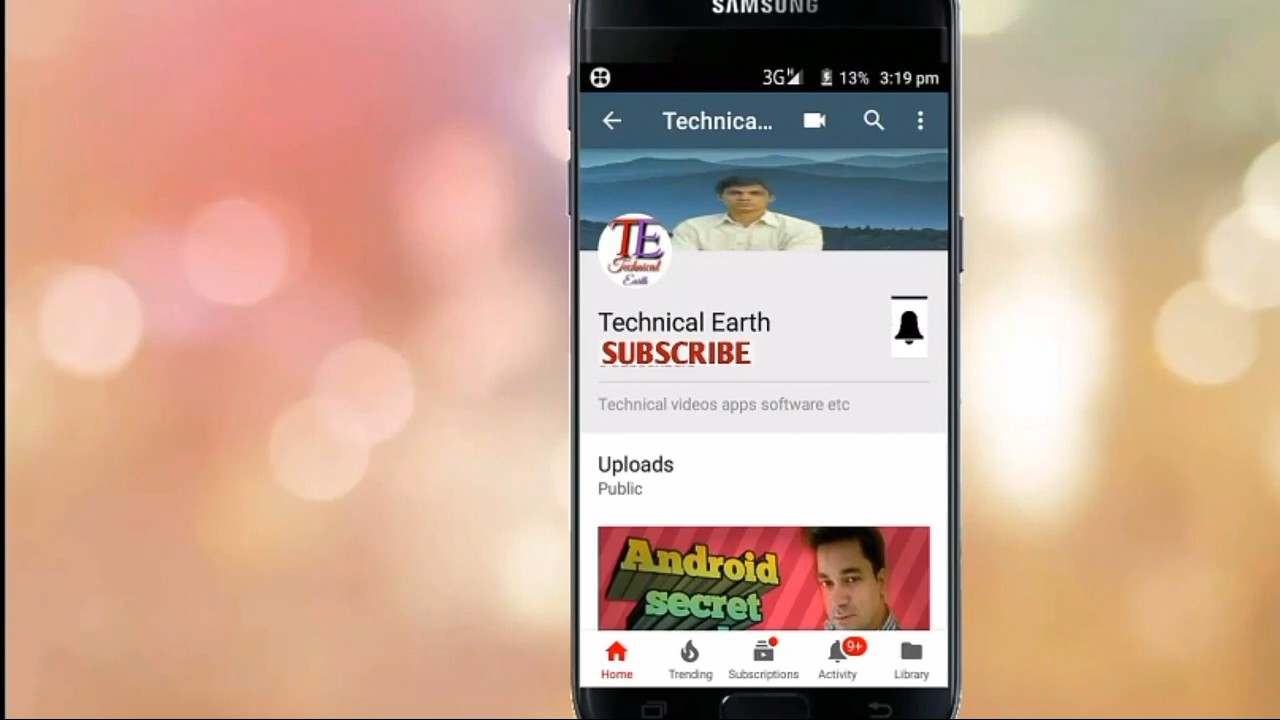 SAMSUNG
3G H 13% 3:19 pm
Technica...
TE
Technical
Earth
Technical Earth
SUBSCRIBE
Technical videos apps software etc
Uploads
Public
Android
secret
9+
Home Trending Subscriptions Activity Library